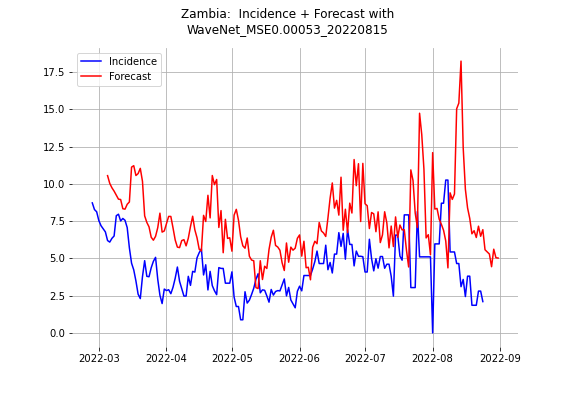 Zambia:  Incidence + Forecast with
WaveNet_MSE0.00053_20220815
Incidence
Forecast
17.5
15.0
12.5
10.0
7.5
5.0
2.5
0.0
2022-03 2022-04 2022-05 2022-06 2022-07 2022-08 2022-09